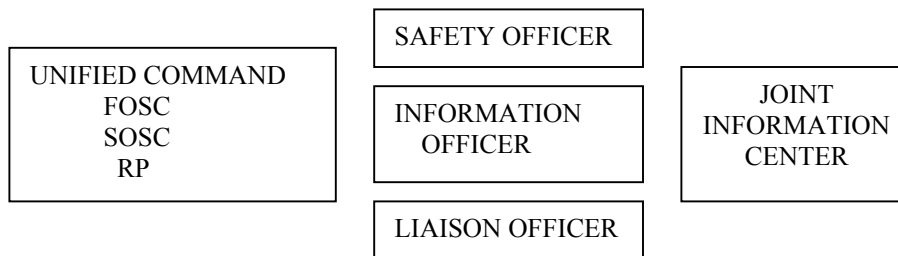 UNIFIED COMMAND
FOSC
SOSC
RP
SAFETY OFFICER
INFORMATION
OFFICER
LIAISON OFFICER
JOINT
INFORMATION
CENTER